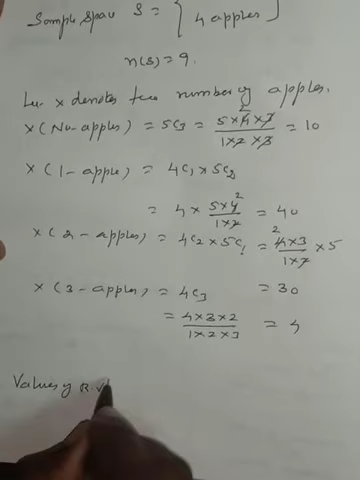 Sample Space S = { 4 apples }
n(s) = 9.
Let x denotes the number of apples.
x (No-apples) = 5C3 = 5 x 4 x 3 / 1 x 2 x 3 = 10
x (1 - apple) = 4C1 x 5C2
= 4 x 5 x 4 / 1 x 2 = 40
x (2 - apples) = 4C2 x 5C1 = 4 x 3 / 1 x 2 x 5
= 30
x (3 - apples) = 4C3
= 4 x 3 x 2 / 1 x 2 x 3 = 4
Values of R.V